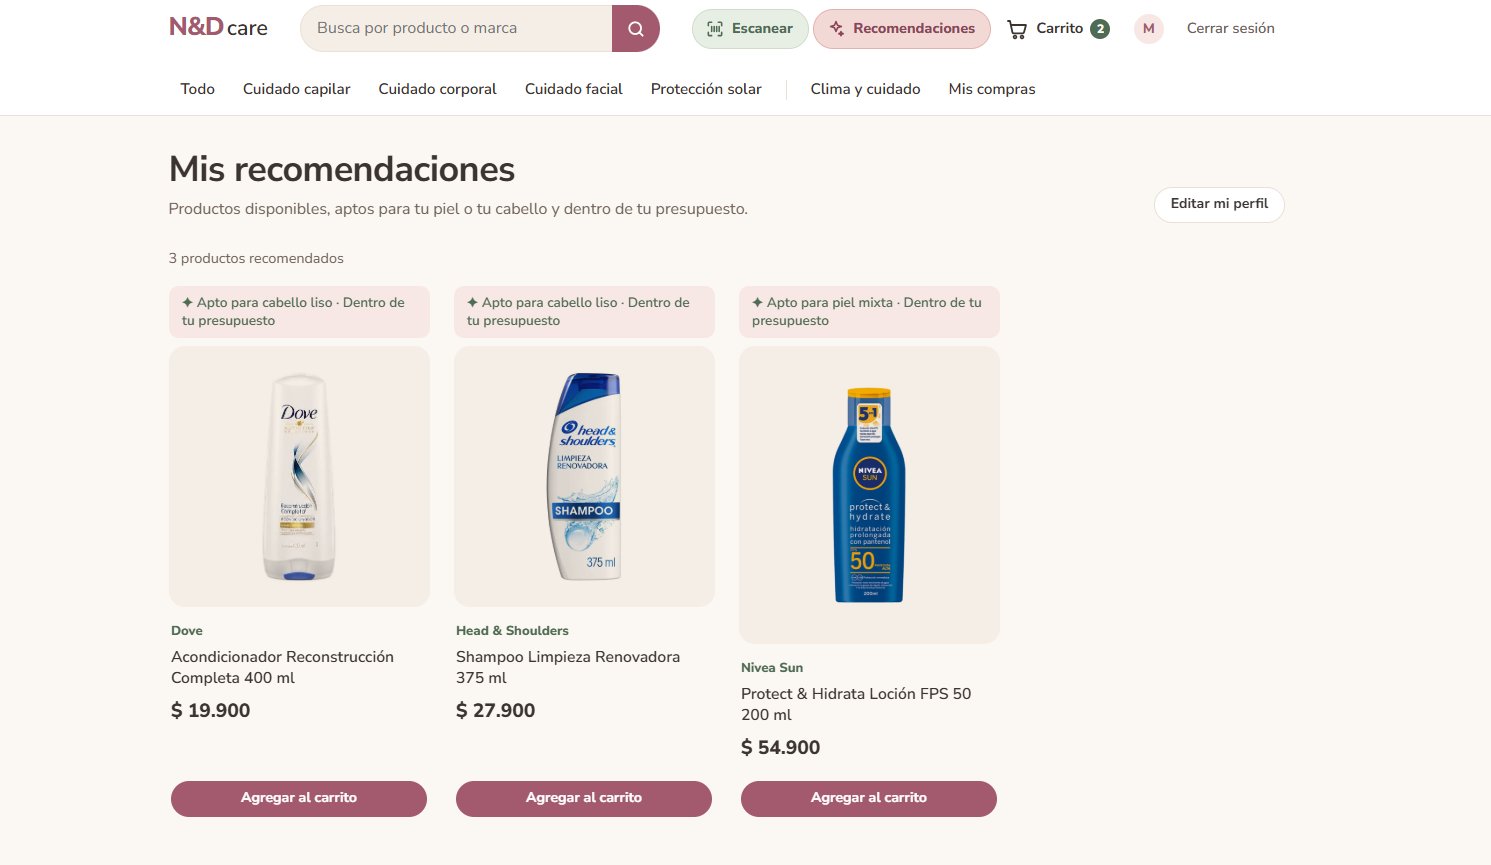 N&D care
Busca por producto o marca
Escanear
Recomendaciones
Carrito 2
M
Cerrar sesión
Todo
Cuidado capilar
Cuidado corporal
Cuidado facial
Protección solar
Clima y cuidado
Mis compras
Mis recomendaciones
Productos disponibles, aptos para tu piel o tu cabello y dentro de tu presupuesto.
Editar mi perfil
3 productos recomendados
✦ Apto para cabello liso · Dentro de
tu presupuesto
Dove
Dove
Acondicionador Reconstrucción
Completa 400 ml
$ 19.900
Agregar al carrito
✦ Apto para cabello liso · Dentro de
tu presupuesto
head &
shoulders
LIMPIEZA
RENOVADORA
SHAMPOO
375 ml
Head & Shoulders
Shampoo Limpieza Renovadora
375 ml
$ 27.900
Agregar al carrito
✦ Apto para piel mixta · Dentro de tu
presupuesto
5en1
NIVEA
SUN
protect &
hydrate
hidratación
prolongada
con pantenol
50
200ml
Nivea Sun
Protect & Hidrata Loción FPS 50
200 ml
$ 54.900
Agregar al carrito